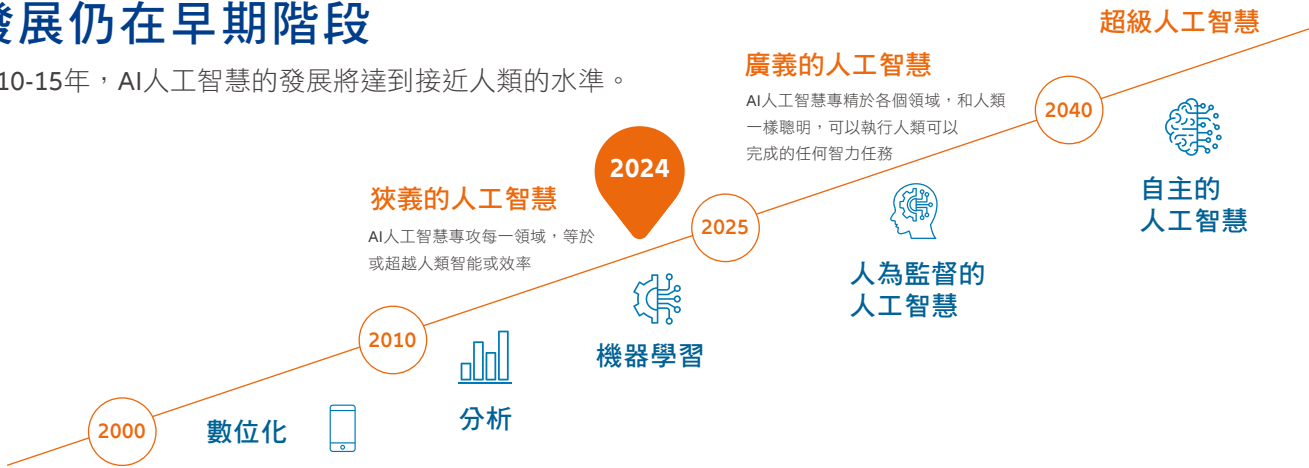 展仍在早期階段
10-15年，AI人工智慧的發展將達到接近人類的水準。
超級人工智慧
廣義的人工智慧
AI人工智慧專精於各個領域，和人類
一樣聰明，可以執行人類可以
完成的任何智力任務
2040
自主的
人工智慧
2024
狹義的人工智慧
AI人工智慧專攻每一領域，等於
或超越人類智能或效率
2025
人為監督的
人工智慧
2010
機器學習
分析
2000
數位化